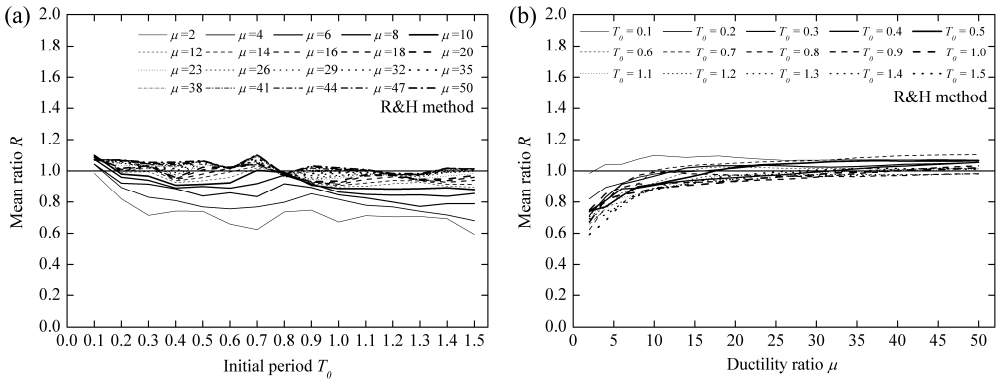 (a)
2.0
1.8
1.6
1.4
1.2
1.0
0.8
0.6
0.4
0.2
0.0
Mean ratio R
μ=2 μ=4 μ=6 μ=8 μ=10
μ=12 μ=14 μ=16 μ=18 μ=20
μ=23 μ=26 μ=29 μ=32 μ=35
μ=38 μ=41 μ=44 μ=47 μ=50
R&H method
0.0 0.1 0.2 0.3 0.4 0.5 0.6 0.7 0.8 0.9 1.0 1.1 1.2 1.3 1.4 1.5
Initial period T0
(b)
2.0
1.8
1.6
1.4
1.2
1.0
0.8
0.6
0.4
0.2
0.0
Mean ratio R
T0 = 0.1 T0 = 0.2 T0 = 0.3 T0 = 0.4 T0 = 0.5
T0 = 0.6 T0 = 0.7 T0 = 0.8 T0 = 0.9 T0 = 1.0
T0 = 1.1 T0 = 1.2 T0 = 1.3 T0 = 1.4 T0 = 1.5
R&H method
0 5 10 15 20 25 30 35 40 45 50
Ductility ratio μ